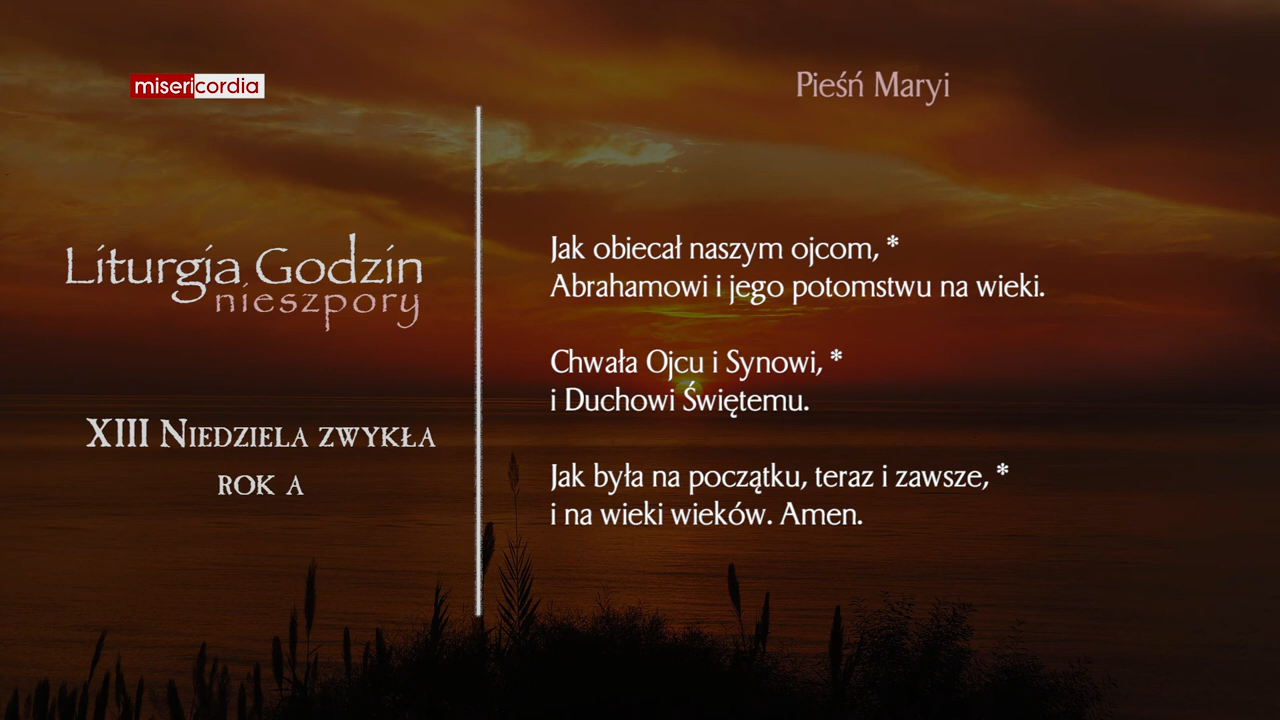 misericordia
Pieśń Maryi
Liturgia Godzin
nieszpory
XIII Niedziela zwykła
rok A
Jak obiecał naszym ojcom, *
Abrahamowi i jego potomstwu na wieki.
Chwała Ojcu i Synowi, *
i Duchowi Świętemu.
Jak była na początku, teraz i zawsze, *
i na wieki wieków. Amen.